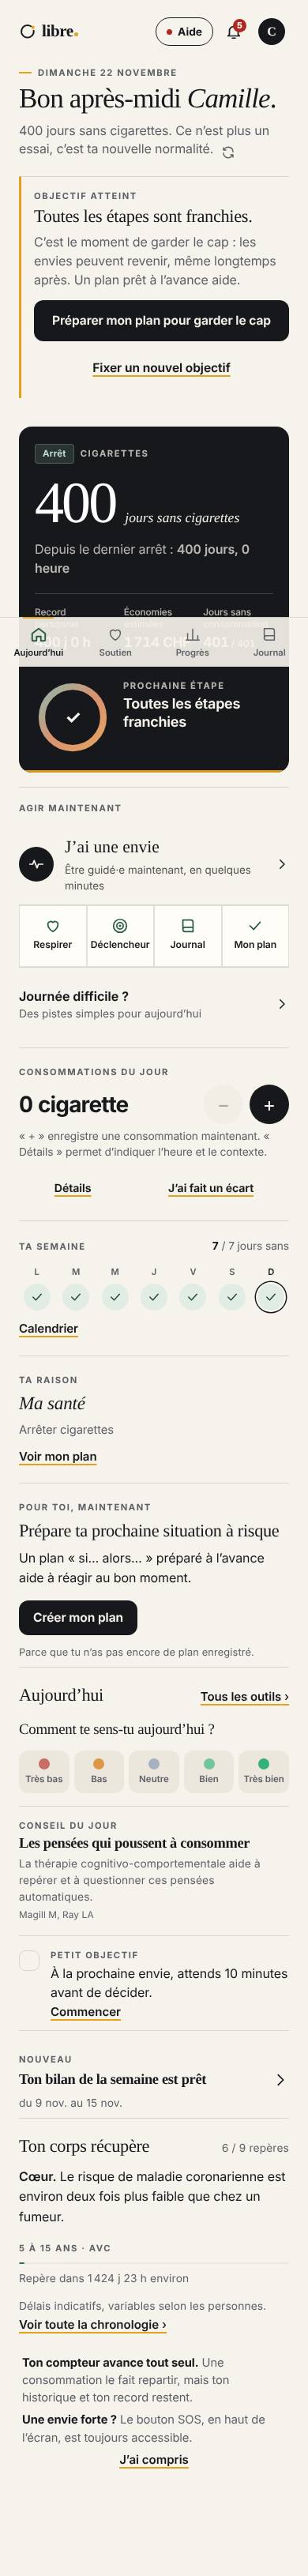 libre.
Aide
5
C
DIMANCHE 22 NOVEMBRE
Bon après-midi Camille.
400 jours sans cigarettes. Ce n’est plus un
essai, c’est ta nouvelle normalité.
OBJECTIF ATTEINT
Toutes les étapes sont franchies.
C’est le moment de garder le cap : les
envies peuvent revenir, même longtemps
après. Un plan prêt à l’avance aide.
Préparer mon plan pour garder le cap
Fixer un nouvel objectif
Arrêt CIGARETTES
400 jours sans cigarettes
Depuis le dernier arrêt : 400 jours, 0
heure
Record Économies Jours sans
Aujourd’hui Soutien Progrès Journal
PROCHAINE ÉTAPE
Toutes les étapes
franchies
AGIR MAINTENANT
J’ai une envie
Être guidé·e maintenant, en quelques
minutes
Respirer Déclencheur Journal Mon plan
Journée difficile ?
Des pistes simples pour aujourd’hui
CONSOMMATIONS DU JOUR
0 cigarette
− +
« + » enregistre une consommation maintenant. «
Détails » permet d’indiquer l’heure et le contexte.
Détails J’ai fait un écart
TA SEMAINE 7 / 7 jours sans
L M M J V S D
Calendrier
TA RAISON
Ma santé
Arrêter cigarettes
Voir mon plan
POUR TOI, MAINTENANT
Prépare ta prochaine situation à risque
Un plan « si… alors… » préparé à l’avance
aide à réagir au bon moment.
Créer mon plan
Parce que tu n’as pas encore de plan enregistré.
Aujourd’hui Tous les outils ›
Comment te sens-tu aujourd’hui ?
Très bas Bas Neutre Bien Très bien
CONSEIL DU JOUR
Les pensées qui poussent à consommer
La thérapie cognitivo-comportementale aide à
repérer et à questionner ces pensées
automatiques.
Magill M, Ray LA
PETIT OBJECTIF
À la prochaine envie, attends 10 minutes
avant de décider.
Commencer
NOUVEAU
Ton bilan de la semaine est prêt
du 9 nov. au 15 nov.
Ton corps récupère 6 / 9 repères
Cœur. Le risque de maladie coronarienne est
environ deux fois plus faible que chez un
fumeur.
5 À 15 ANS · AVC
Repère dans 1 424 j 23 h environ
Délais indicatifs, variables selon les personnes.
Voir toute la chronologie ›
Ton compteur avance tout seul. Une
consommation le fait repartir, mais ton
historique et ton record restent.
Une envie forte ? Le bouton SOS, en haut de
l’écran, est toujours accessible.
J’ai compris